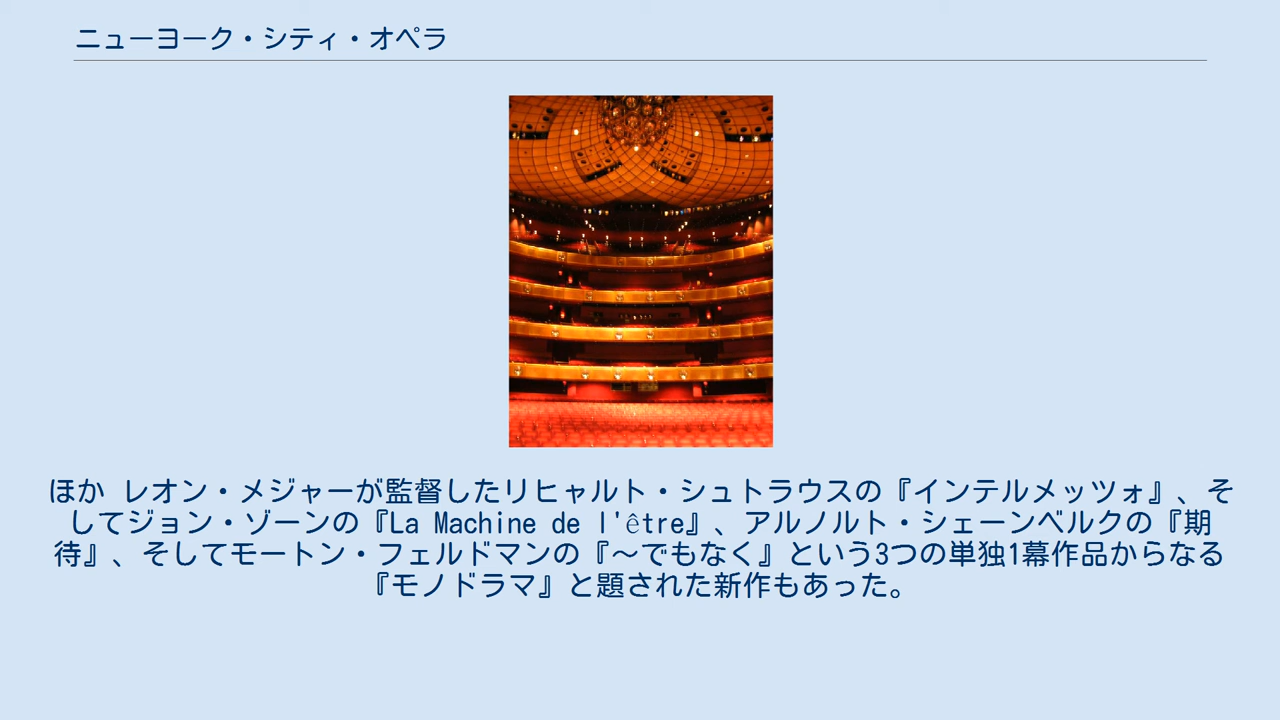 ニューヨーク・シティ・オペラ
ほか レオン・メジャーが監督したリヒャルト・シュトラウスの『インテルメッツォ』、そ
してジョン・ゾーンの『La Machine de l'être』、アルノルト・シェーンベルクの『期
待』、そしてモートン・フェルドマンの『～でもなく』という3つの単独1幕作品からなる
『モノドラマ』と題された新作もあった。